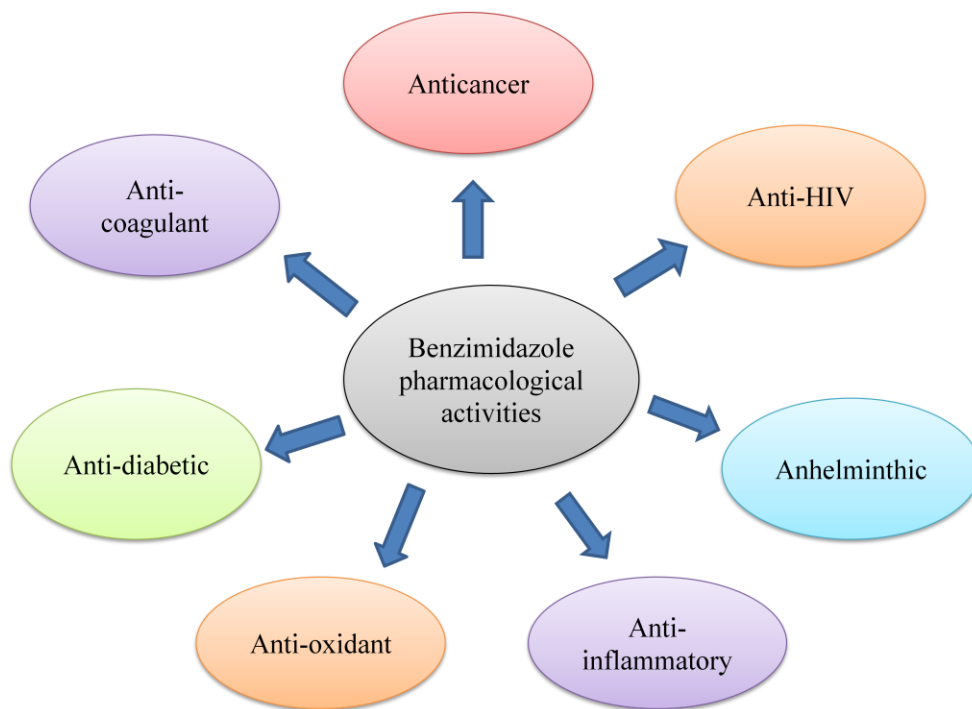 Anticancer
Anti-
coagulant
Anti-HIV
Benzimidazole
pharmacological
activities
Anti-diabetic
Anhelminthic
Anti-oxidant
Anti-
inflammatory